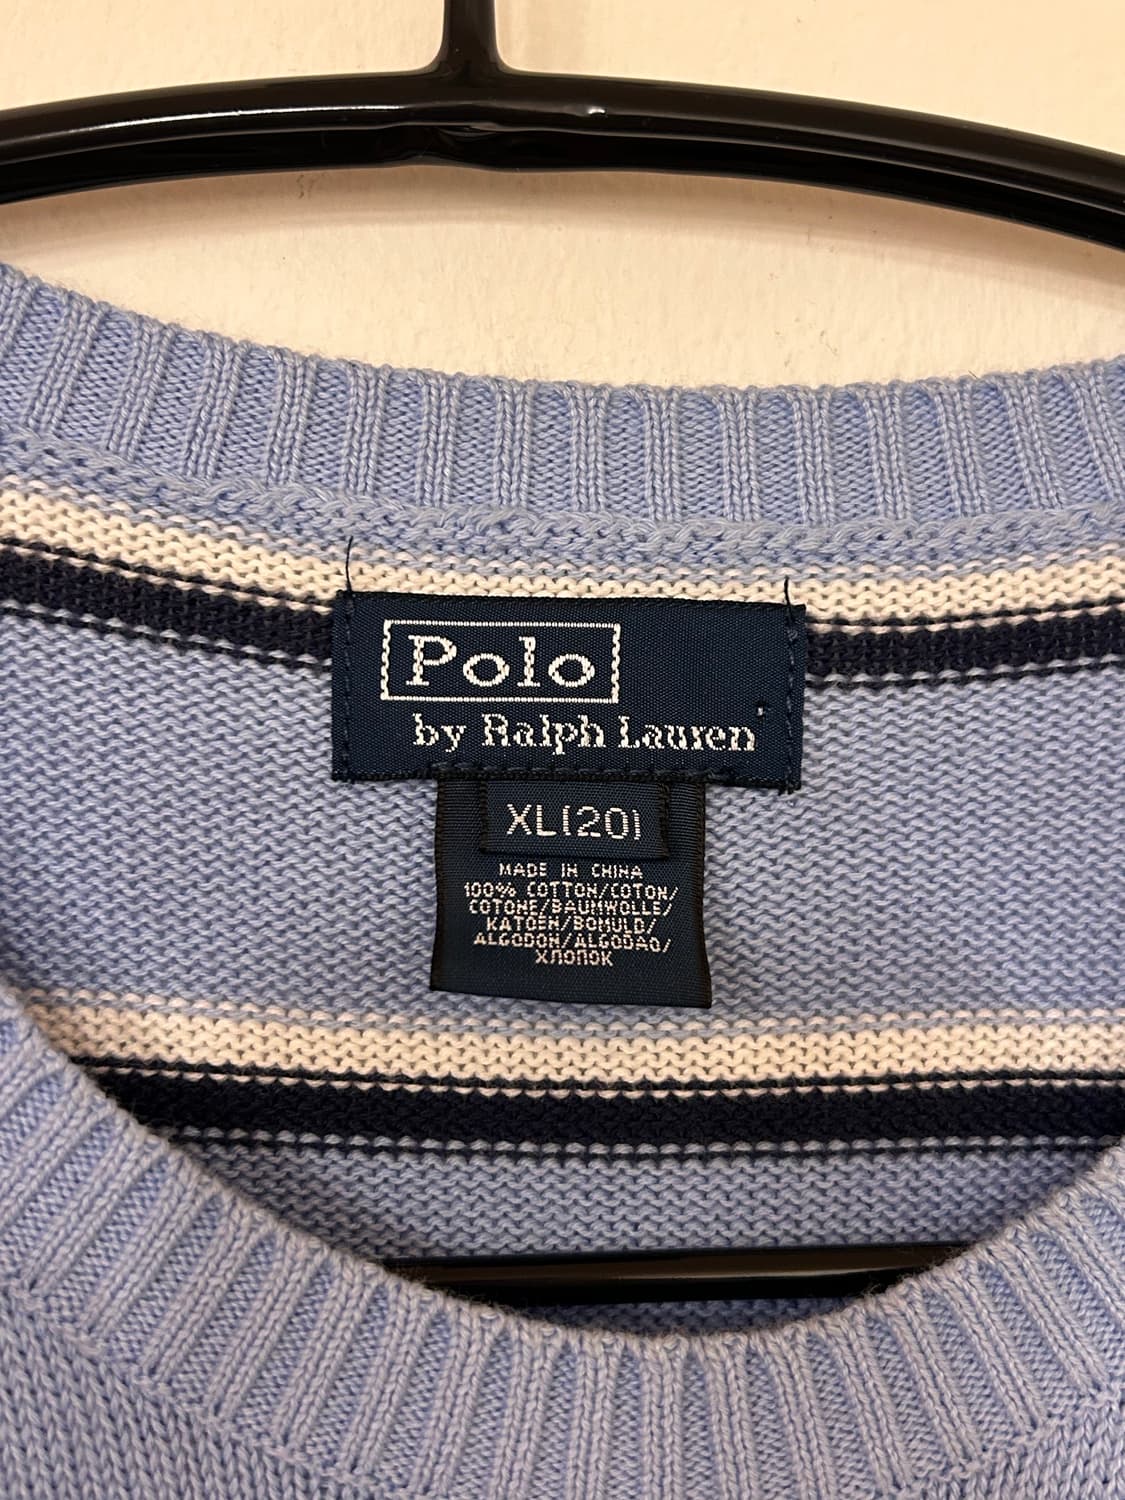 Polo
by Ralph Lauren
XL(20)
MADE IN CHINA
100% COTTON/COTON/
COTONE/BAUMWOLLE/
KATOEN/BOMULD/
ALGODON/ALGODAO/
ХЛОПОК